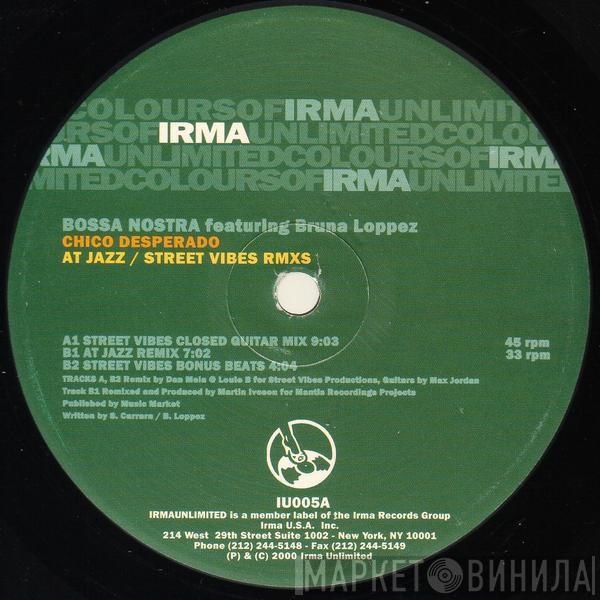 COLOURSOFIRMAUNLIMITE
URSOFIRMAUNLIMITEDCOLOU
RMAUNLIMITEDCOLOURSOFIRMA
MITEDCOLOURSOFIRMAUNLIMITED
BOSSA NOSTRA featuring Bruna Loppez
CHICO DESPERADO
AT JAZZ / STREET VIBES RMXS
A1 STREET VIBES CLOSED GUITAR MIX 9:03 45 rpm
B1 AT JAZZ REMIX 7:02 33 rpm
B2 STREET VIBES BONUS BEATS 4:04
TRACKS A, B2 Remix by Dan Mela @ Louie B for Street Vibes Productions, Guitars by Max Jordan
Track B1 Remixed and Produced by Martin Iveson for Mantis Recordings Projects
Published by Music Market
Written by S. Carrara / B. Loppez
IU005A
IRMAUNLIMITED is a member label of the Irma Records Group
Irma U.S.A. Inc.
214 West 29th Street Suite 1002 - New York, NY 10001
Phone (212) 244-5148 - Fax (212) 244-5149
(P) & (C) 2000 Irma Unlimited
МАРКЕТ ВИНИЛА